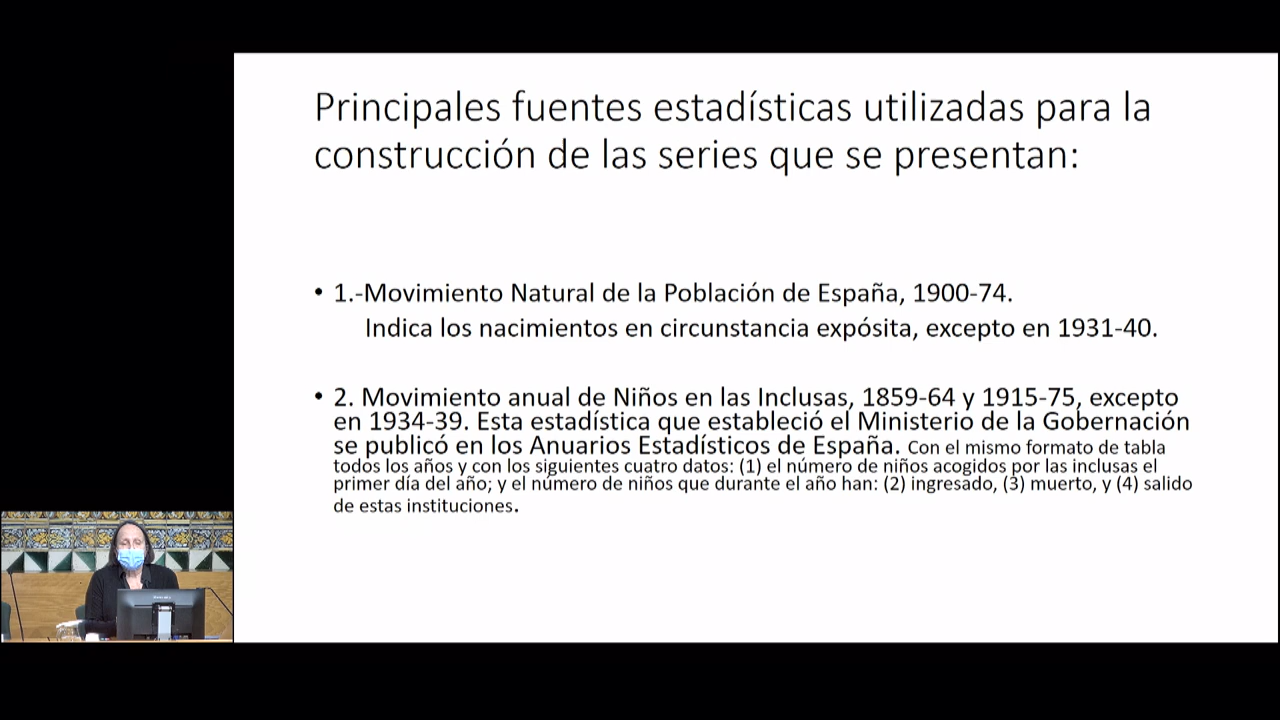 Principales fuentes estadísticas utilizadas para la
construcción de las series que se presentan:
• 1.-Movimiento Natural de la Población de España, 1900-74.
Indica los nacimientos en circunstancia expósita, excepto en 1931-40.
• 2. Movimiento anual de Niños en las Inclusas, 1859-64 y 1915-75, excepto
en 1934-39. Esta estadística que estableció el Ministerio de la Gobernación
se publicó en los Anuarios Estadísticos de España. Con el mismo formato de tabla
todos los años y con los siguientes cuatro datos: (1) el número de niños acogidos por las inclusas el
primer día del año; y el número de niños que durante el año han: (2) ingresado, (3) muerto, y (4) salido
de estas instituciones.